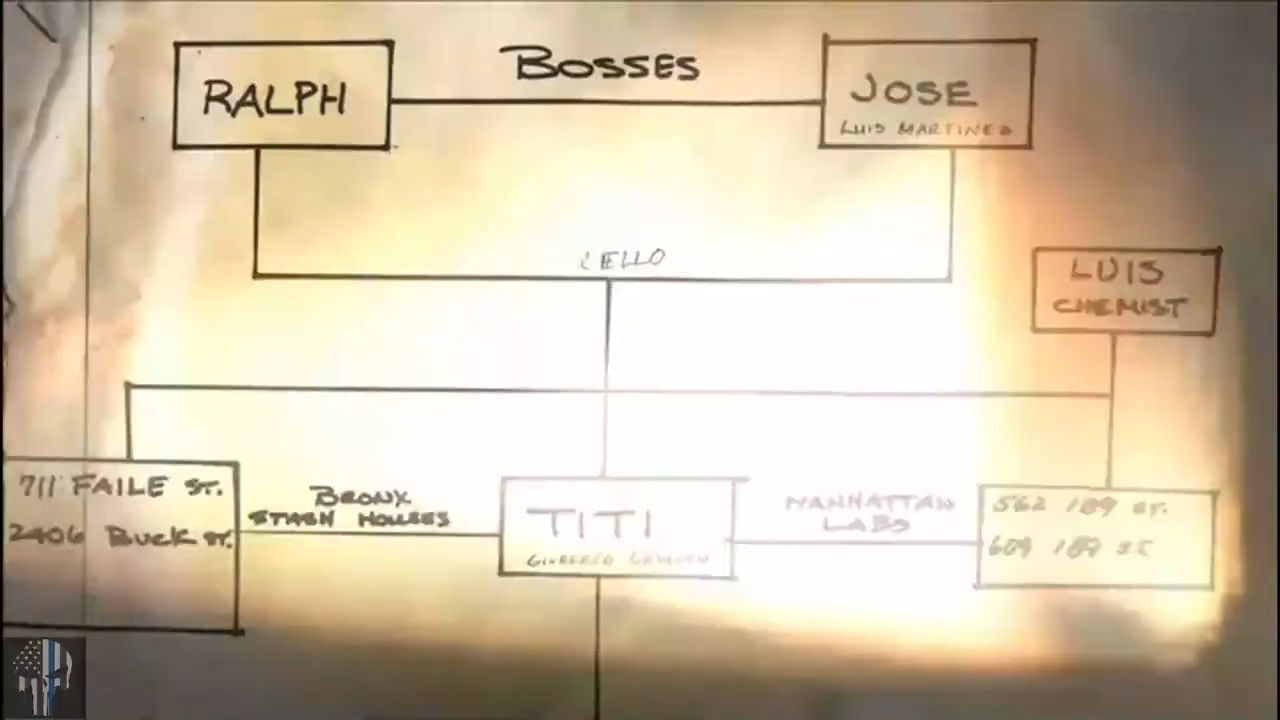 BOSSES
RALPH
JOSE
LUIS MARTINEZ
CELLO
LUIS
CHEMIST
711 FAILE ST.
2406 BUCK ST.
BRONX
STASH HOUSES
TITI
MANHATTAN
LABS
562 189 ST.
609 189 ST